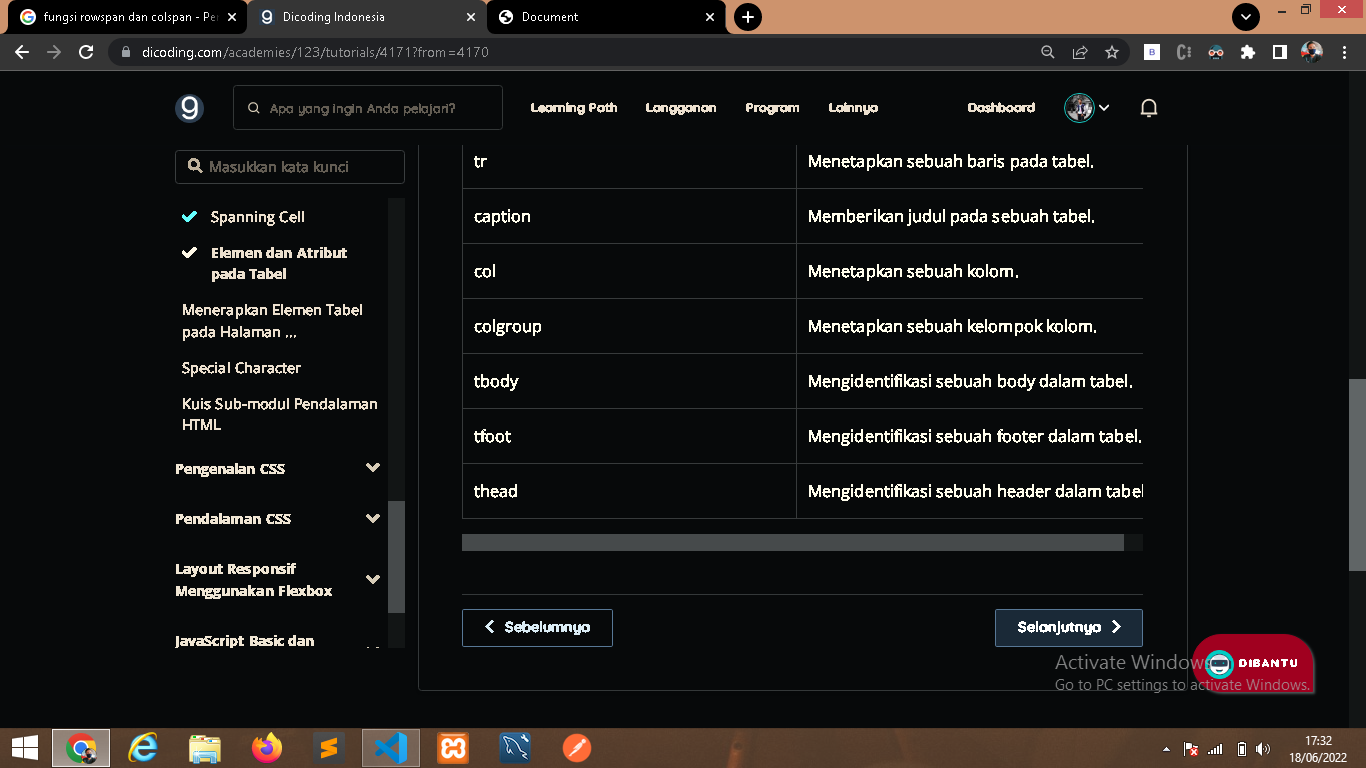 fungsi rowspan dan colspan - Pe
Dicoding Indonesia
Document
dicoding.com/academies/123/tutorials/4171?from=4170
Apa yang ingin Anda pelajari?
Learning Path
Langganan
Program
Lainnya
Dashboard
Masukkan kata kunci
Spanning Cell
Elemen dan Atribut
pada Tabel
Menerapkan Elemen Tabel
pada Halaman ...
Special Character
Kuis Sub-modul Pendalaman
HTML
Pengenalan CSS
Pendalaman CSS
Layout Responsif
Menggunakan Flexbox
JavaScript Basic dan
tr Menetapkan sebuah baris pada tabel.
caption Memberikan judul pada sebuah tabel.
col Menetapkan sebuah kolom.
colgroup Menetapkan sebuah kelompok kolom.
tbody Mengidentifikasi sebuah body dalam tabel.
tfoot Mengidentifikasi sebuah footer dalam tabel.
thead Mengidentifikasi sebuah header dalam tabel
Sebelumnya
Selanjutnya
DIBANTU
Activate Windows
Go to PC settings to activate Windows.
17:32
18/06/2022